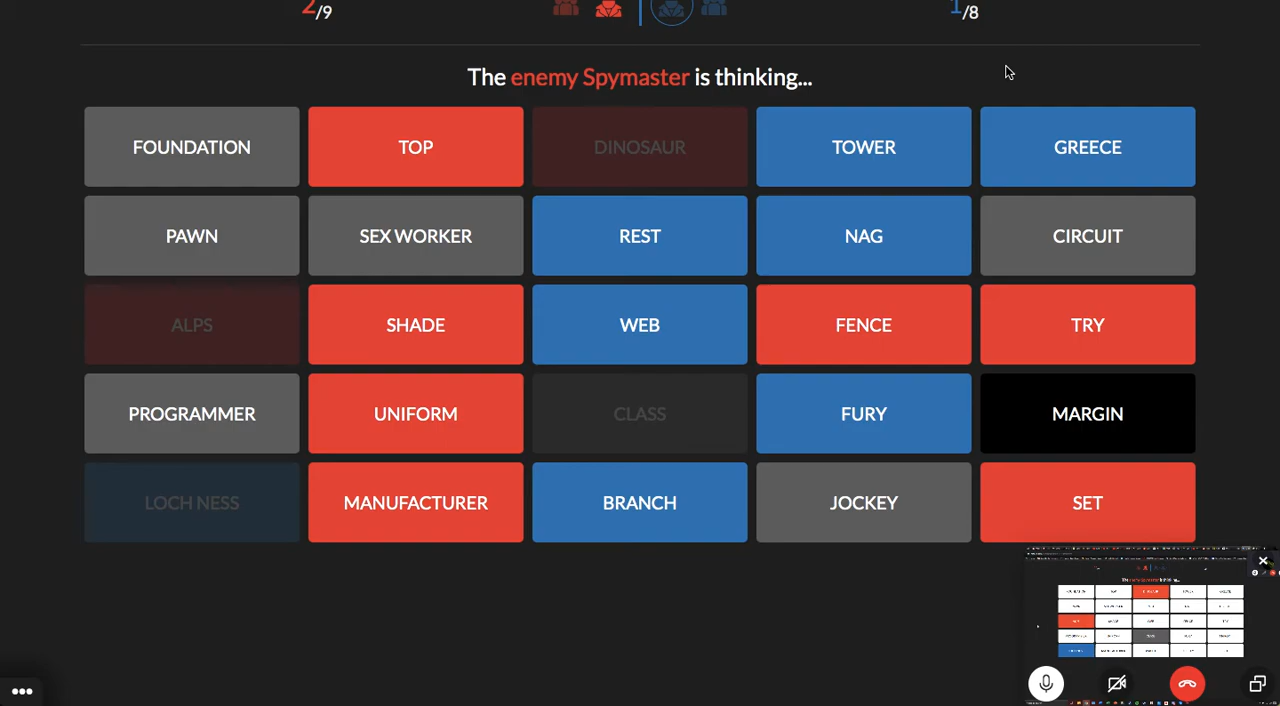 2/9
1/8
The enemy Spymaster is thinking...
FOUNDATION TOP DINOSAUR TOWER GREECE
PAWN SEX WORKER REST NAG CIRCUIT
ALPS SHADE WEB FENCE TRY
PROGRAMMER UNIFORM CLASS FURY MARGIN
LOCH NESS MANUFACTURER BRANCH JOCKEY SET